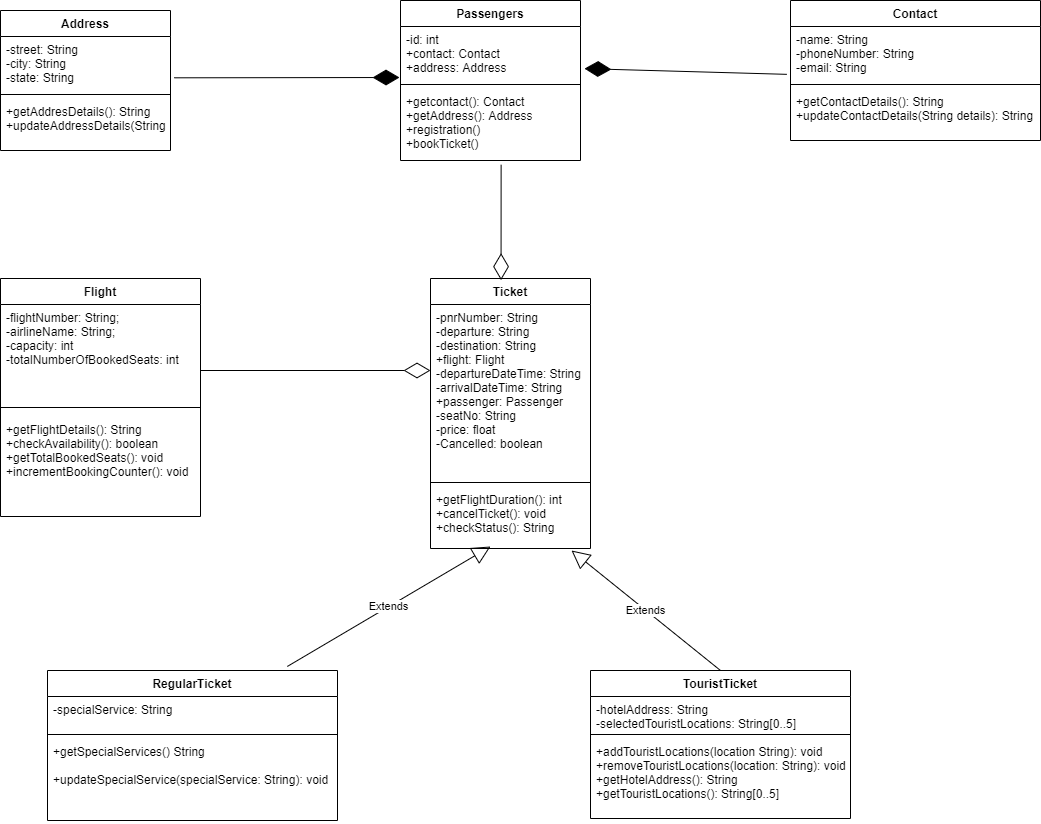 Address
-street: String
-city: String
-state: String
+getAddresDetails(): String
+updateAddressDetails(String
Passengers
-id: int
+contact: Contact
+address: Address
+getcontact(): Contact
+getAddress(): Address
+registration()
+bookTicket()
Contact
-name: String
-phoneNumber: String
-email: String
+getContactDetails(): String
+updateContactDetails(String details): String
Flight
-flightNumber: String;
-airlineName: String;
-capacity: int
-totalNumberOfBookedSeats: int
+getFlightDetails(): String
+checkAvailability(): boolean
+getTotalBookedSeats(): void
+incrementBookingCounter(): void
Ticket
-pnrNumber: String
-departure: String
-destination: String
+flight: Flight
-departureDateTime: String
-arrivalDateTime: String
+passenger: Passenger
-seatNo: String
-price: float
-Cancelled: boolean
+getFlightDuration(): int
+cancelTicket(): void
+checkStatus(): String
Extends
Extends
RegularTicket
-specialService: String
+getSpecialServices() String
+updateSpecialService(specialService: String): void
TouristTicket
-hotelAddress: String
-selectedTouristLocations: String[0..5]
+addTouristLocations(location String): void
+removeTouristLocations(location: String): void
+getHotelAddress(): String
+getTouristLocations(): String[0..5]